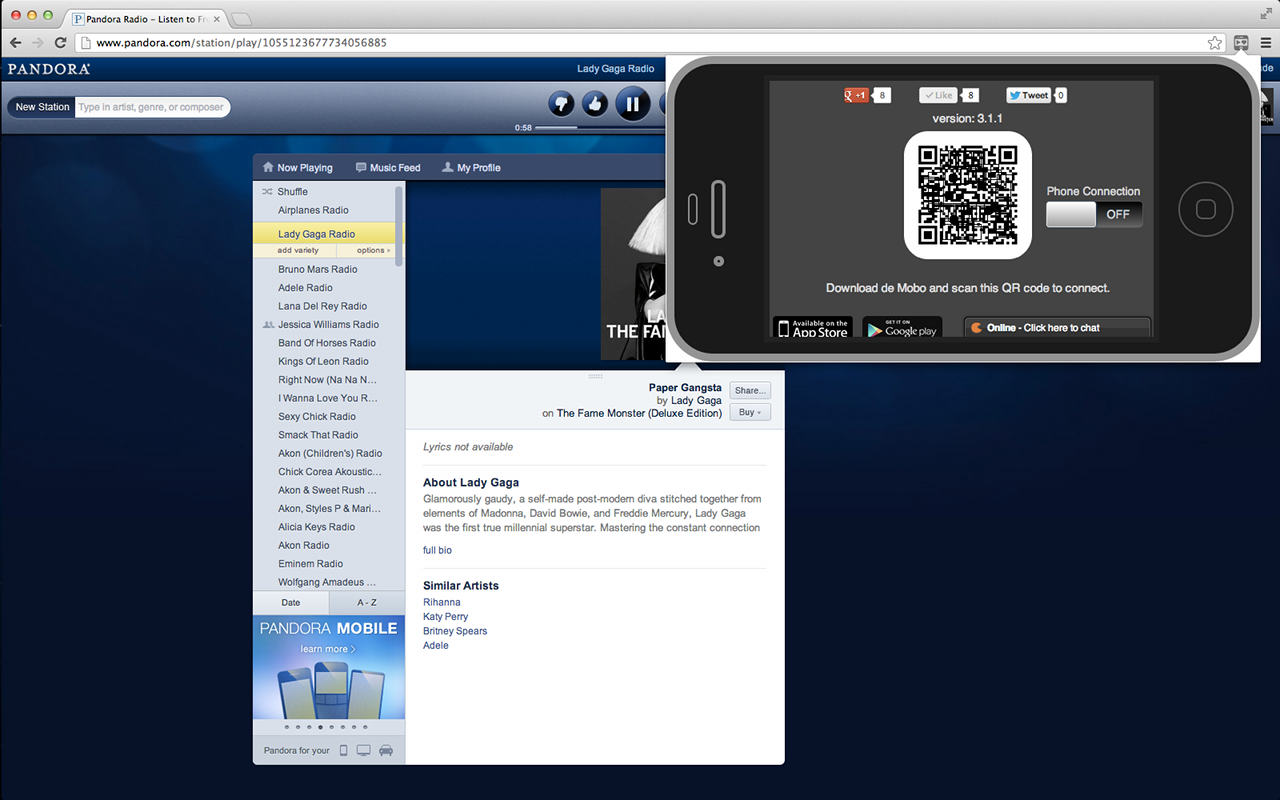 Pandora Radio – Listen to Fr
www.pandora.com/station/play/1055123677734056885
PANDORA
Lady Gaga Radio
New Station
Type in artist, genre, or composer
0:58
Now Playing
Music Feed
My Profile
Shuffle
Airplanes Radio
Lady Gaga Radio
add variety
options
Bruno Mars Radio
Adele Radio
Lana Del Rey Radio
Jessica Williams Radio
Band Of Horses Radio
Kings Of Leon Radio
Right Now (Na Na N...
I Wanna Love You R...
Sexy Chick Radio
Smack That Radio
Akon (Children's) Radio
Chick Corea Akoustic...
Akon & Sweet Rush ...
Akon, Styles P & Mari...
Alicia Keys Radio
Akon Radio
Eminem Radio
Wolfgang Amadeus ...
Date
A - Z
PANDORA MOBILE
learn more
Pandora for your
THE FA
+1
8
Like
8
Tweet
0
version: 3.1.1
Phone Connection
OFF
Download de Mobo and scan this QR code to connect.
Available on the
App Store
GET IT ON
Google play
Online - Click here to chat
Paper Gangsta
by Lady Gaga
on The Fame Monster (Deluxe Edition)
Share...
Buy
Lyrics not available
About Lady Gaga
Glamorously gaudy, a self-made post-modern diva stitched together from
elements of Madonna, David Bowie, and Freddie Mercury, Lady Gaga
was the first true millennial superstar. Mastering the constant connection
full bio
Similar Artists
Rihanna
Katy Perry
Britney Spears
Adele